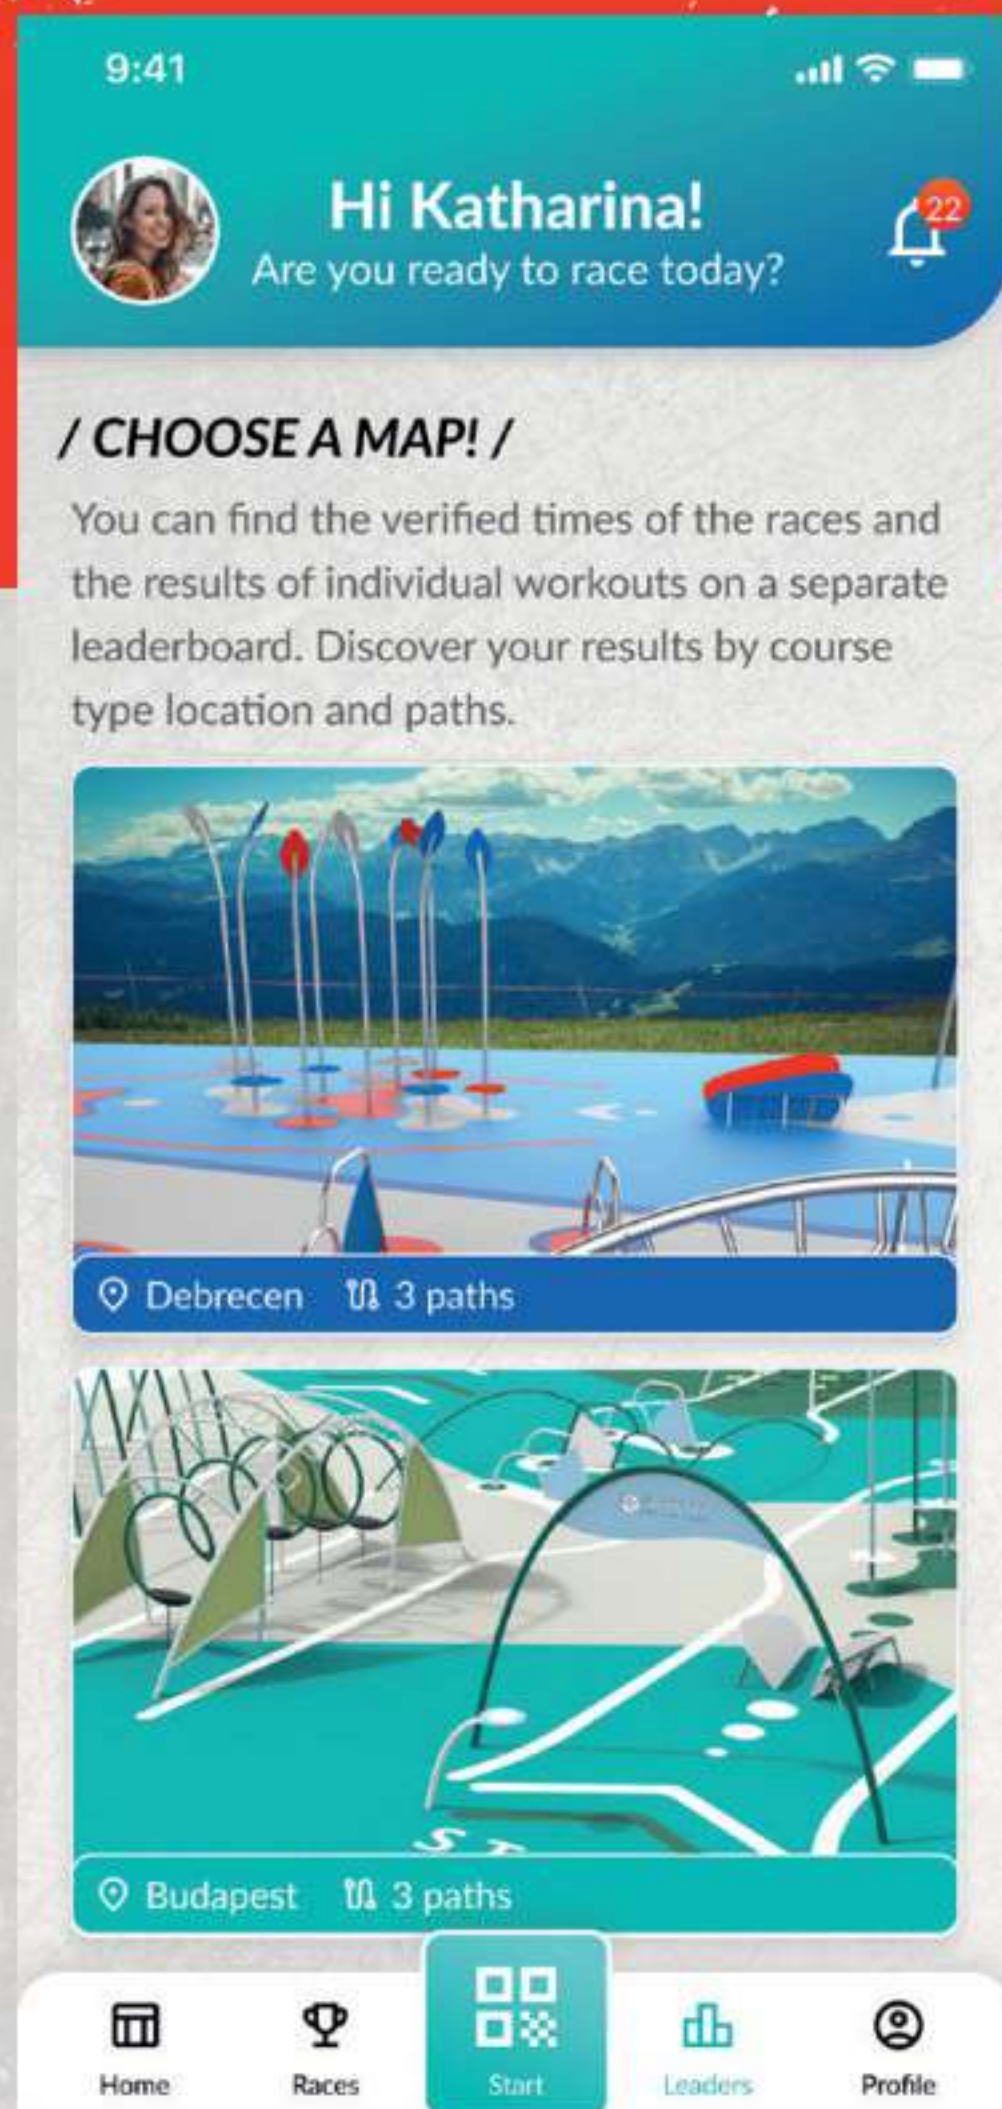 9:41
Hi Katharina!
22
Are you ready to race today?
/ CHOOSE A MAP! /
You can find the verified times of the races and
the results of individual workouts on a separate
leaderboard. Discover your results by course
type location and paths.
Debrecen 3 paths
ST
Budapest 3 paths
Home Races Start Leaders Profile